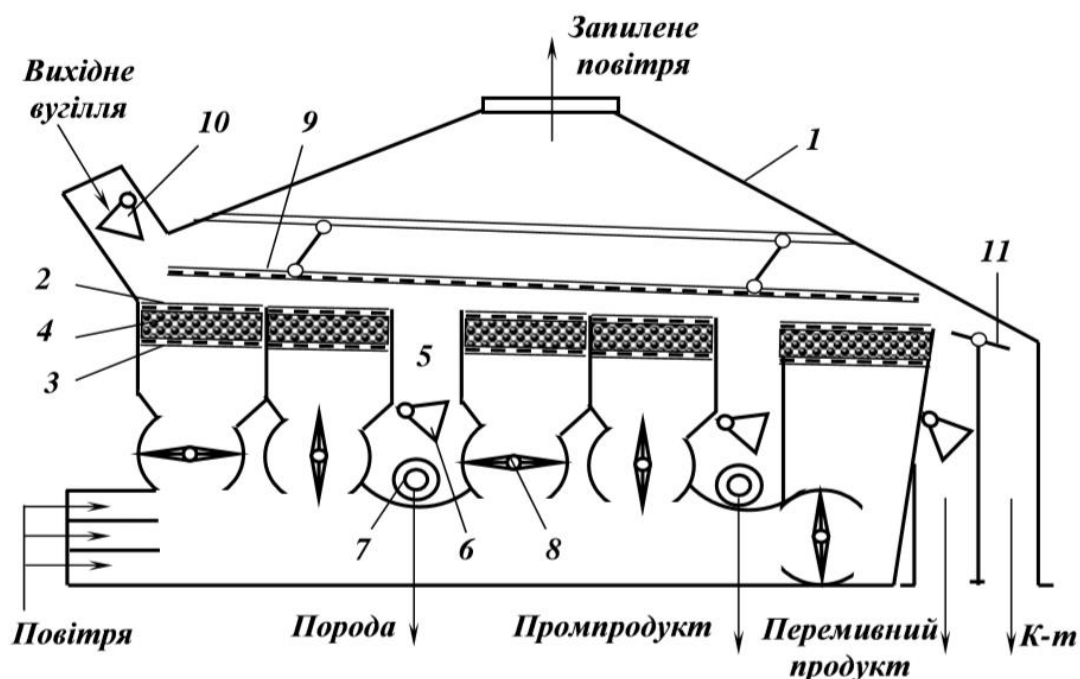 Запилене
повітря
Вихідне
вугілля
10
9
1
11
2
4
3
5
7
6
8
Повітря
Порода
Промпродукт
Перемивний
продукт
К-т